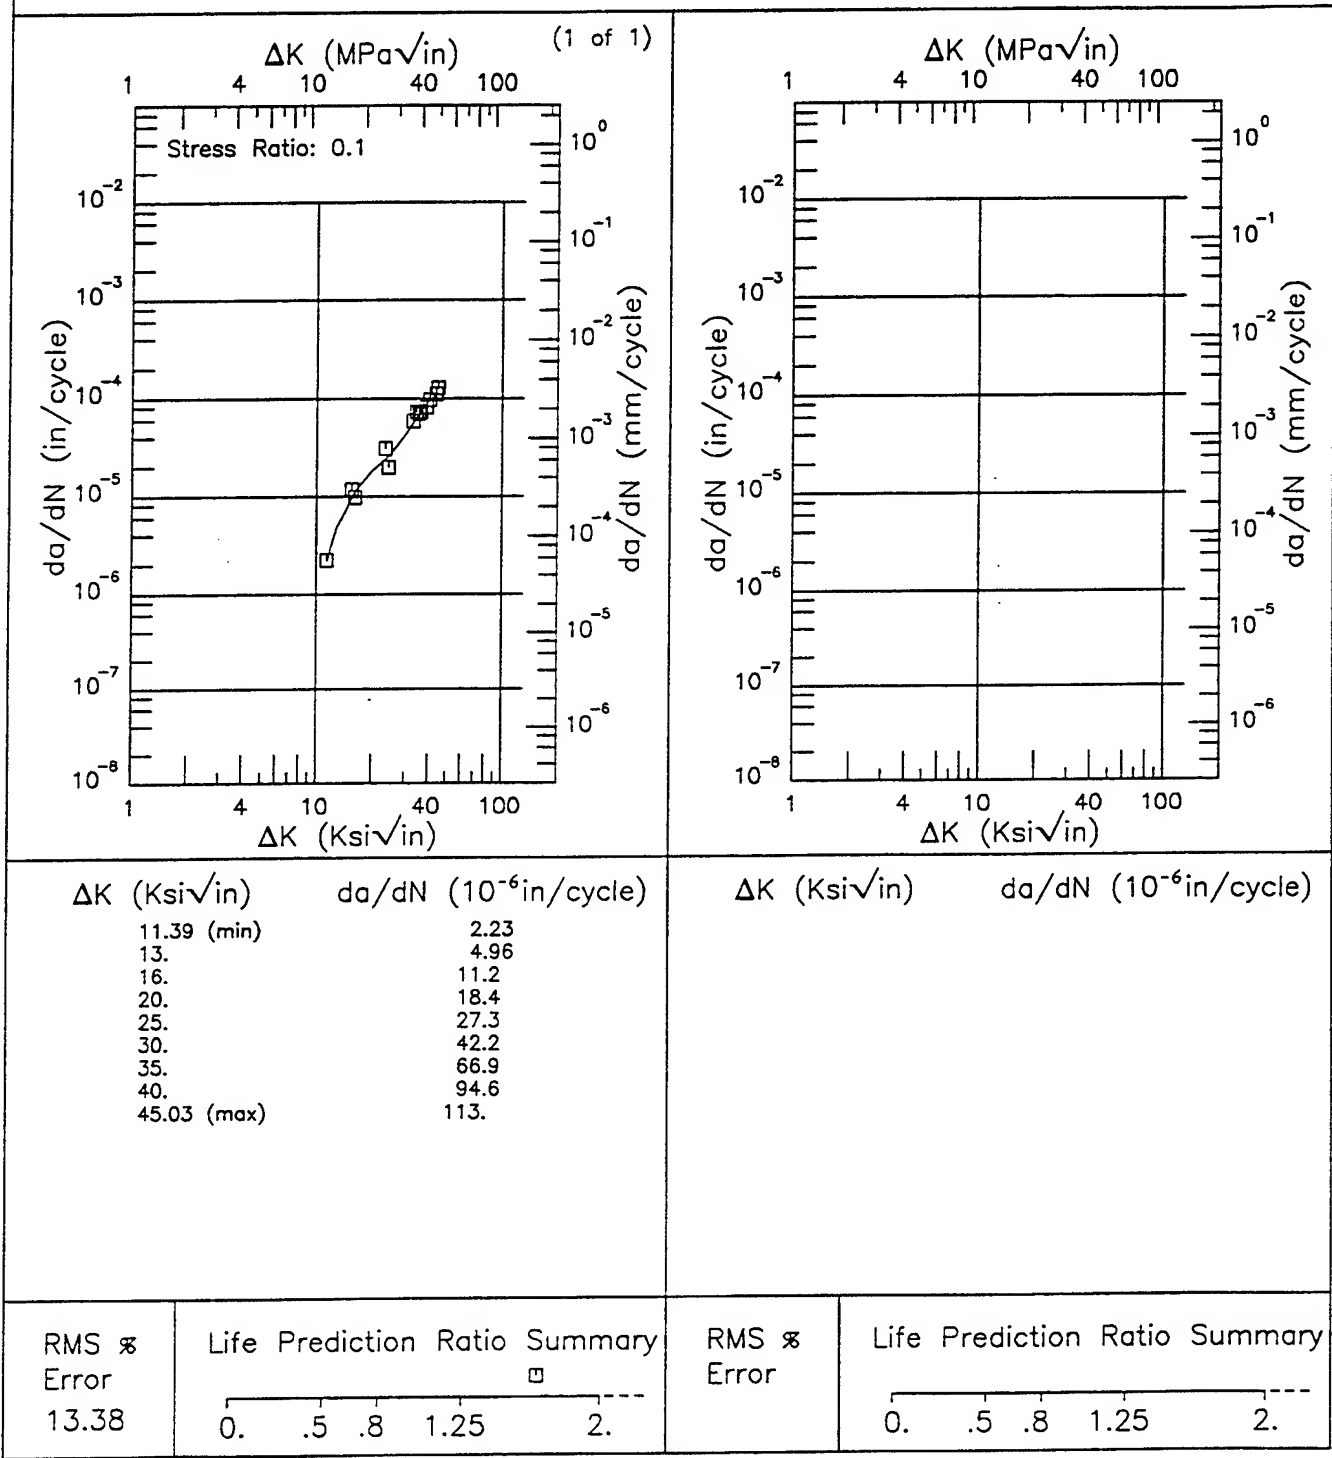 (1 of 1)
ΔK (MPa√in)
1 4 10 40 100
Stress Ratio: 0.1
10⁰
10⁻²
10⁻¹
10⁻³
10⁻²
10⁻⁴
10⁻³
10⁻⁵
10⁻⁴
10⁻⁶
10⁻⁵
10⁻⁷
10⁻⁶
10⁻⁸
da/dN (in/cycle)
da/dN (mm/cycle)
1 4 10 40 100
ΔK (Ksi√in)
ΔK (MPa√in)
1 4 10 40 100
10⁰
10⁻²
10⁻¹
10⁻³
10⁻²
10⁻⁴
10⁻³
10⁻⁵
10⁻⁴
10⁻⁶
10⁻⁵
10⁻⁷
10⁻⁶
10⁻⁸
da/dN (in/cycle)
da/dN (mm/cycle)
1 4 10 40 100
ΔK (Ksi√in)
ΔK (Ksi√in) da/dN (10⁻⁶in/cycle)
11.39 (min) 2.23
13. 4.96
16. 11.2
20. 18.4
25. 27.3
30. 42.2
35. 66.9
40. 94.6
45.03 (max) 113.
ΔK (Ksi√in) da/dN (10⁻⁶in/cycle)
RMS %
Error
13.38
Life Prediction Ratio Summary
0. .5 .8 1.25 2.
RMS %
Error
Life Prediction Ratio Summary
0. .5 .8 1.25 2.